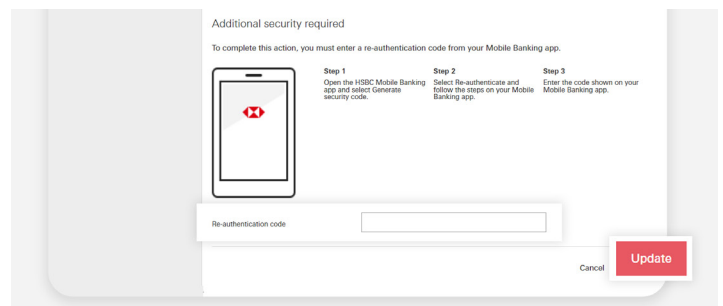 Additional security required
To complete this action, you must enter a re-authentication code from your Mobile Banking app.
Step 1
Open the HSBC Mobile Banking
app and select Generate
security code.
Step 2
Select Re-authenticate and
follow the steps on your Mobile
Banking app.
Step 3
Enter the code shown on your
Mobile Banking app.
Re-authentication code
Cancel
Update